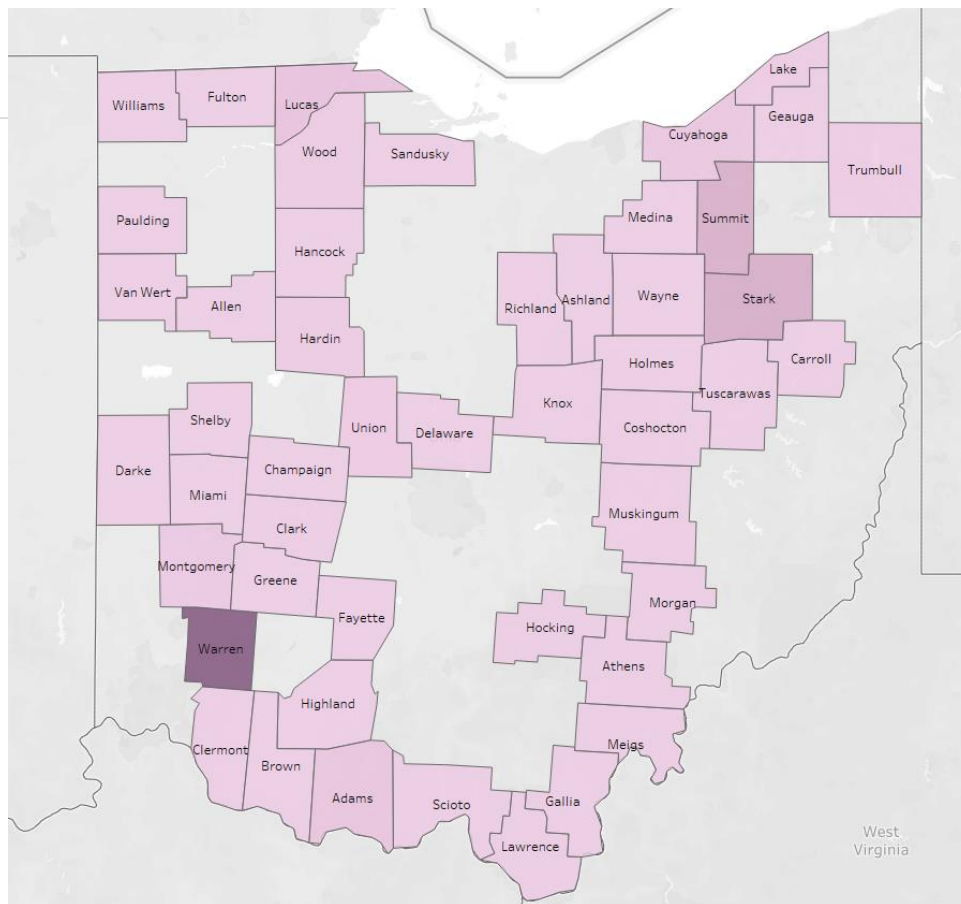 Lake
Williams
Fulton
Lucas
Geauga
Cuyahoga
Wood
Sandusky
Trumbull
Paulding
Medina
Summit
Hancock
Van Wert
Allen
Richland
Ashland
Wayne
Stark
Hardin
Holmes
Carroll
Tuscarawas
Knox
Shelby
Union
Delaware
Coshocton
Darke
Champaign
Miami
Muskingum
Clark
Montgomery
Greene
Morgan
Fayette
Hocking
Warren
Athens
Highland
Meigs
Clermont
Brown
Adams
Scioto
Gallia
West
Virginia
Lawrence